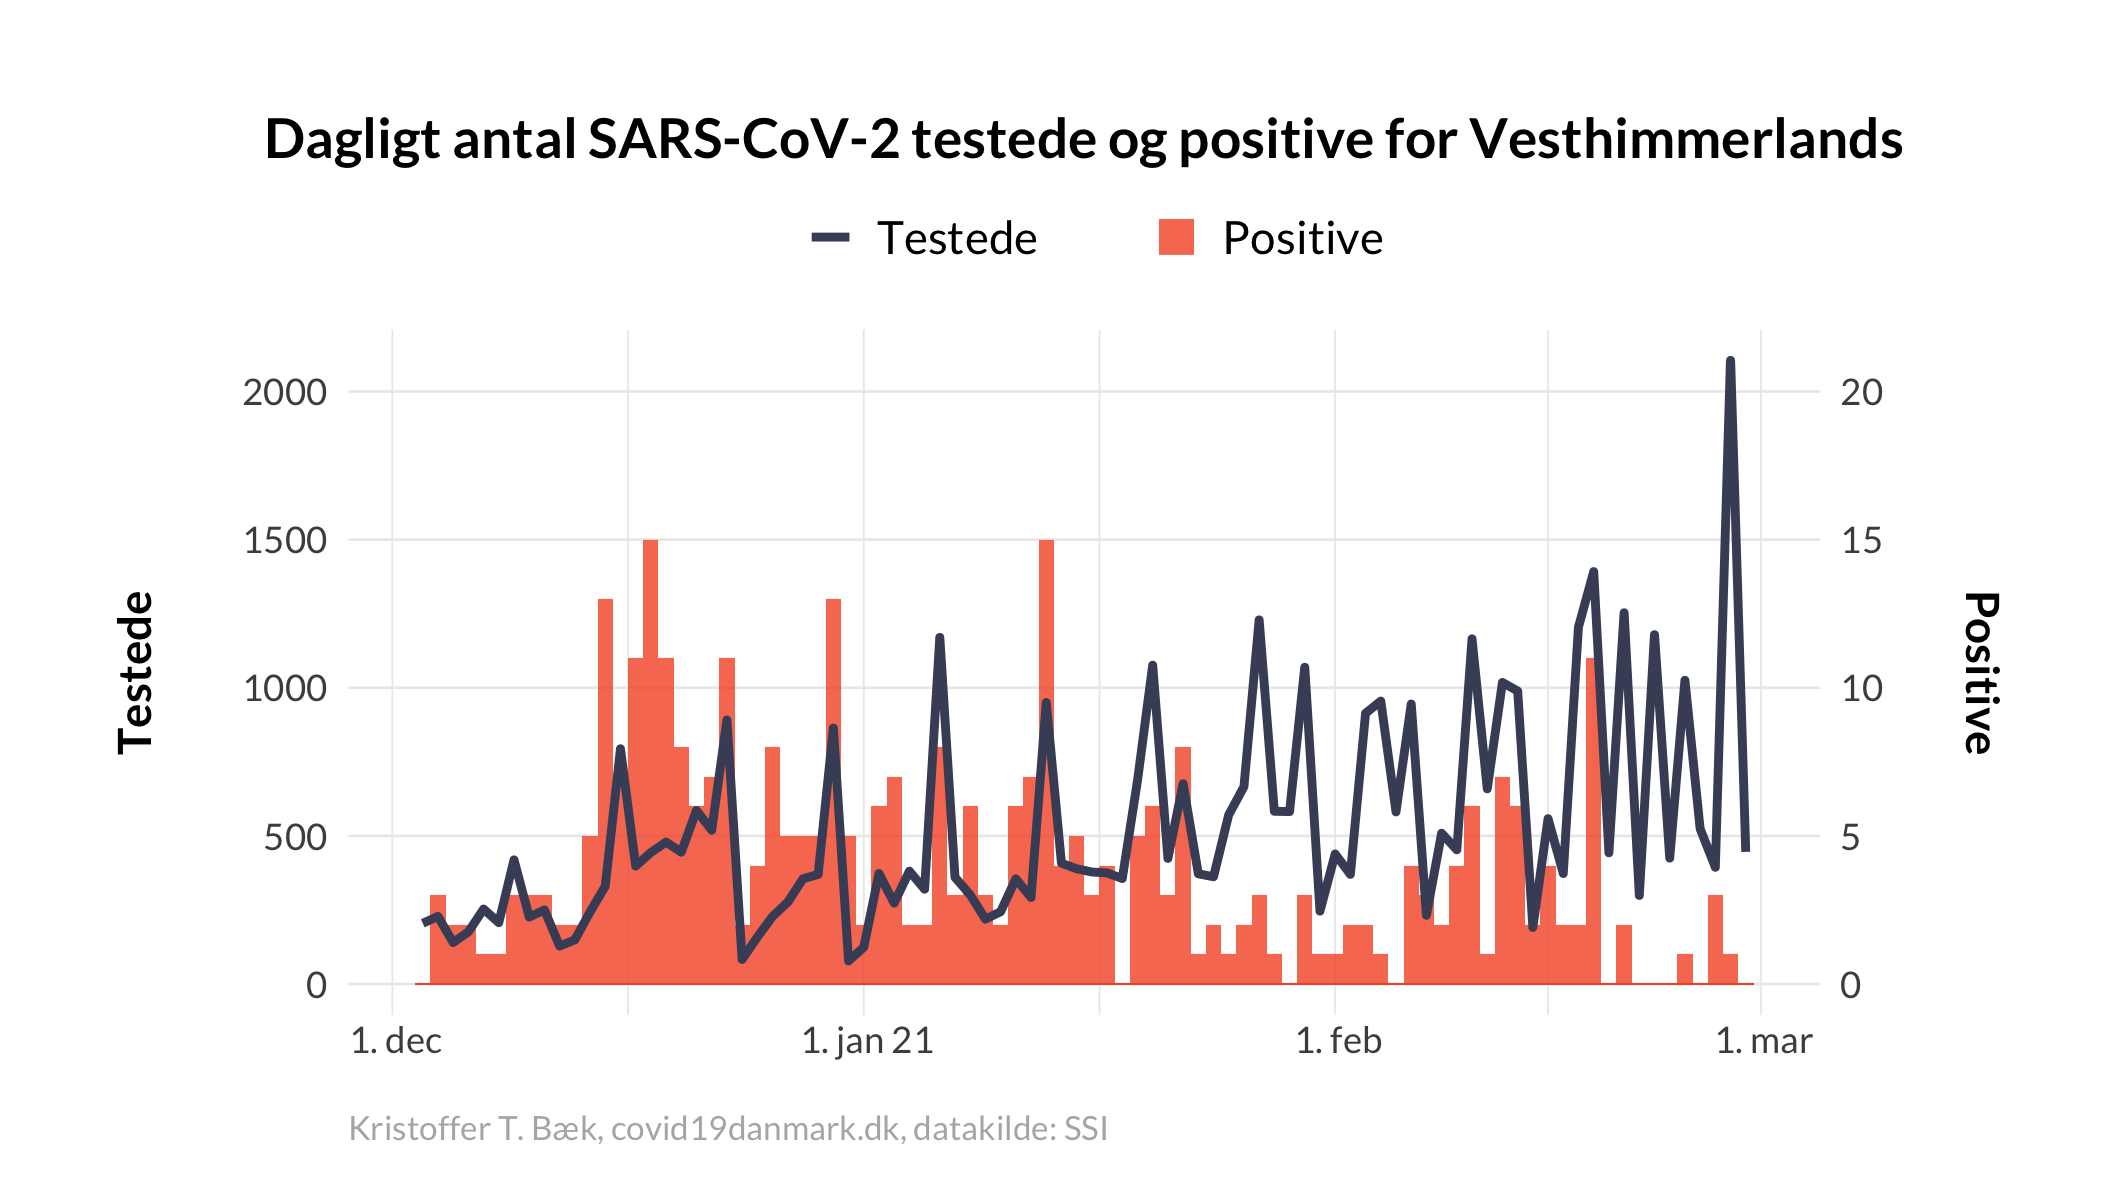 Dagligt antal SARS-CoV-2 testede og positive for Vesthimmerlands
Testede
Positive
2000
1500
1000
500
0
Testede
20
15
10
5
0
Positive
1. dec
1. jan 21
1. feb
1. mar
Kristoffer T. Bæk, covid19danmark.dk, datakilde: SSI